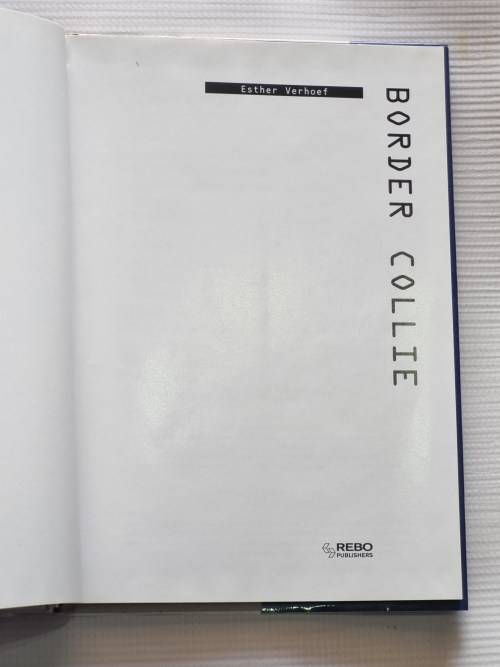 Esther Verhoef
BORDER COLLIE
REBO
PUBLISHERS